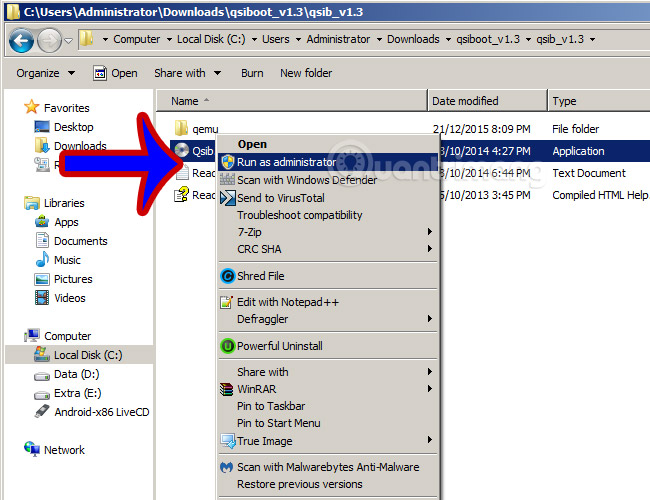 C:\Users\Administrator\Downloads\qsiboot_v1.3\qsib_v1.3
Computer Local Disk (C:) Users Administrator Downloads qsiboot_v1.3 qsib_v1.3
Organize Open Share with Burn New folder
Name Date modified Type
Favorites
Desktop
Downloads
Libraries
Apps
Documents
Music
Pictures
Videos
Computer
Local Disk (C:)
Data (D:)
Extra (E:)
Android-x86 LiveCD
Network
qemu 21/12/2015 8:09 PM File folder
Qsib 3/10/2014 4:27 PM Application
Read 3/10/2014 6:44 PM Text Document
Read 5/10/2013 3:45 PM Compiled HTML Help
Open
Run as administrator
Scan with Windows Defender
Send to VirusTotal
Troubleshoot compatibility
7-Zip
CRC SHA
Shred File
Edit with Notepad++
Defraggler
Powerful Uninstall
Share with
WinRAR
Pin to Taskbar
Pin to Start Menu
True Image
Scan with Malwarebytes Anti-Malware
Restore previous versions